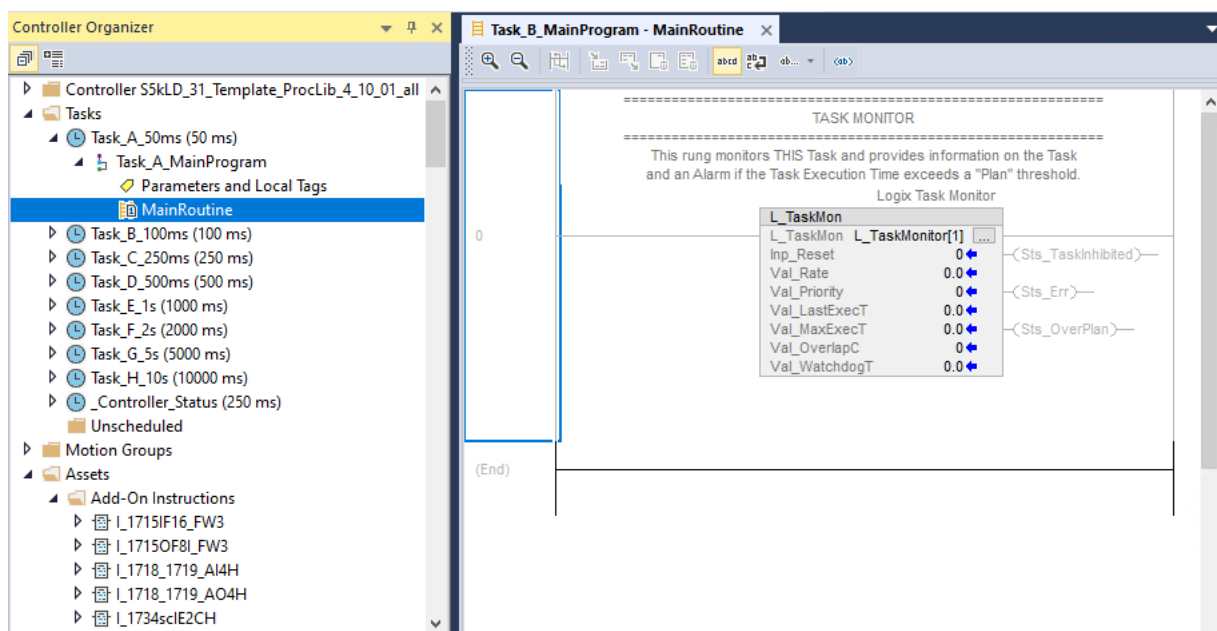 Controller Organizer
Controller S5kLD_31_Template_ProcLib_4_10_01_all
Tasks
Task_A_50ms (50 ms)
Task_A_MainProgram
Parameters and Local Tags
MainRoutine
Task_B_100ms (100 ms)
Task_C_250ms (250 ms)
Task_D_500ms (500 ms)
Task_E_1s (1000 ms)
Task_F_2s (2000 ms)
Task_G_5s (5000 ms)
Task_H_10s (10000 ms)
_Controller_Status (250 ms)
Unscheduled
Motion Groups
Assets
Add-On Instructions
I_1715IF16_FW3
I_1715OF8I_FW3
I_1718_1719_AI4H
I_1718_1719_AO4H
I_1734sclE2CH
Task_B_MainProgram - MainRoutine
abcd ab ab...
==============================================================
TASK MONITOR
==============================================================
This rung monitors THIS Task and provides information on the Task
and an Alarm if the Task Execution Time exceeds a "Plan" threshold.
Logix Task Monitor
L_TaskMon
0 L_TaskMon L_TaskMonitor[1] ...
Inp_Reset 0 (Sts_TaskInhibited)
Val_Rate 0.0
Val_Priority 0 (Sts_Err)
Val_LastExecT 0.0
Val_MaxExecT 0.0 (Sts_OverPlan)
Val_OverlapC 0
Val_WatchdogT 0.0
(End)